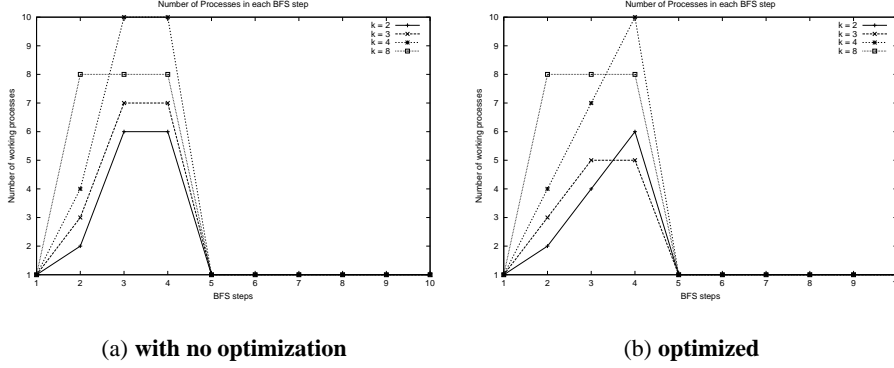 Number of Processes in each BFS step
10
9
8
7
6
5
4
3
2
1
Number of working processes
k = 2
k = 3
k = 4
k = 8
1 2 3 4 5 6 7 8 9 10
BFS steps
(a) with no optimization
Number of Processes in each BFS step
10
9
8
7
6
5
4
3
2
1
Number of working processes
k = 2
k = 3
k = 4
k = 8
1 2 3 4 5 6 7 8 9
BFS steps
(b) optimized